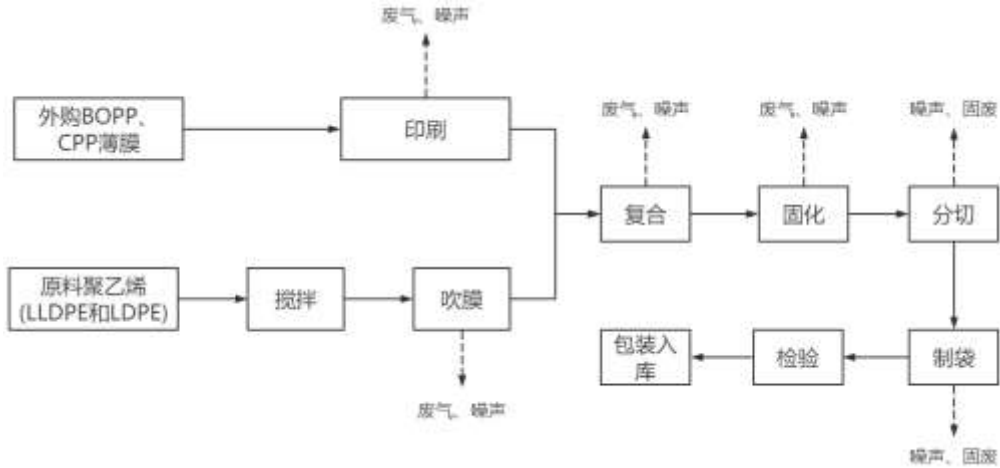 废气、噪声
外购BOPP、
CPP薄膜
印刷
废气、噪声
废气、噪声
噪声、固废
复合
固化
分切
原料聚乙烯
(LLDPE和LDPE)
搅拌
吹膜
包装入
库
检验
制袋
废气、噪声
噪声、固废